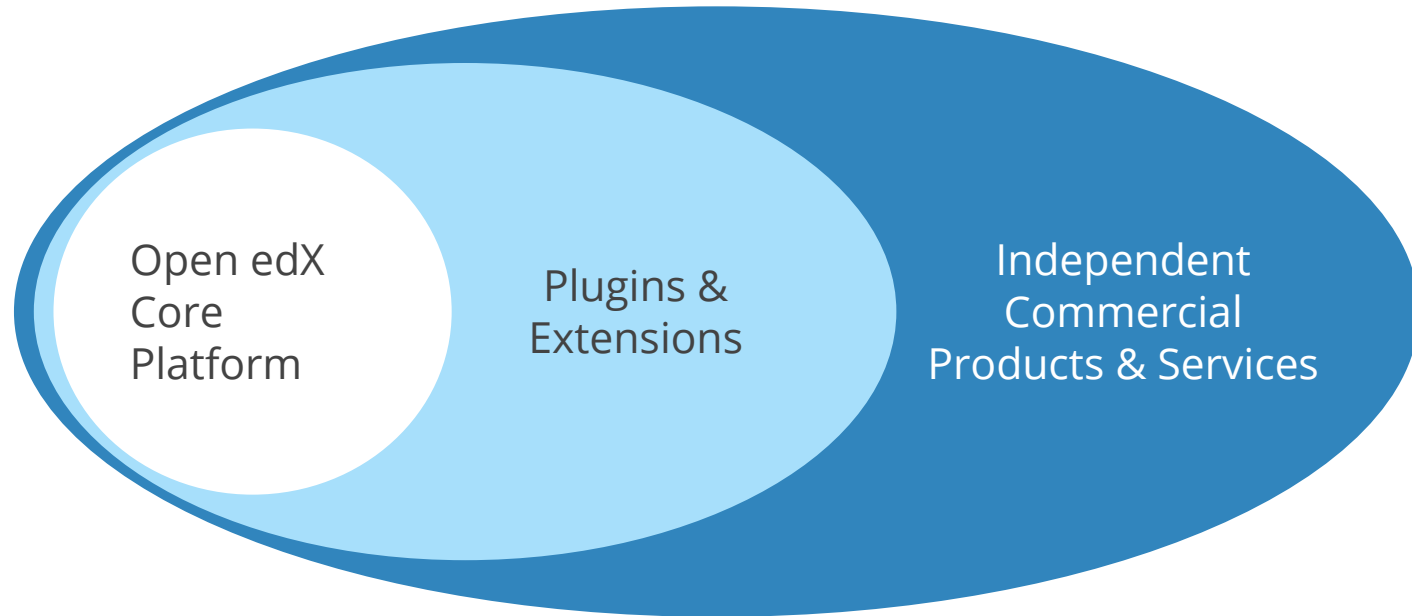 Open edX
Core
Platform
Plugins &
Extensions
Independent
Commercial
Products & Services